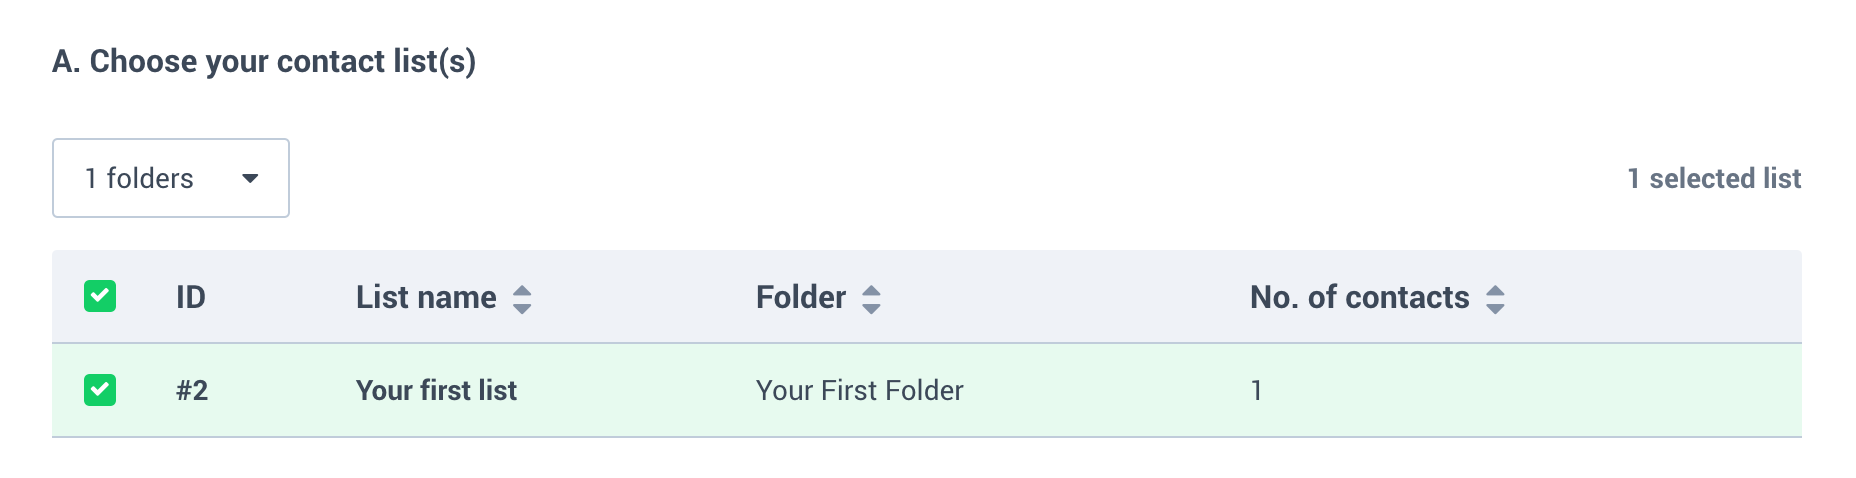 A. Choose your contact list(s)
1 folders
1 selected list
ID List name Folder No. of contacts
#2 Your first list Your First Folder 1